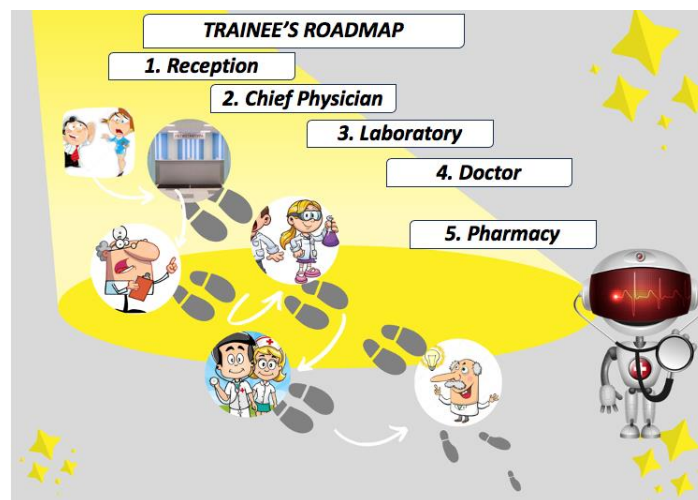 TRAINEE'S ROADMAP
1. Reception
2. Chief Physician
3. Laboratory
4. Doctor
5. Pharmacy